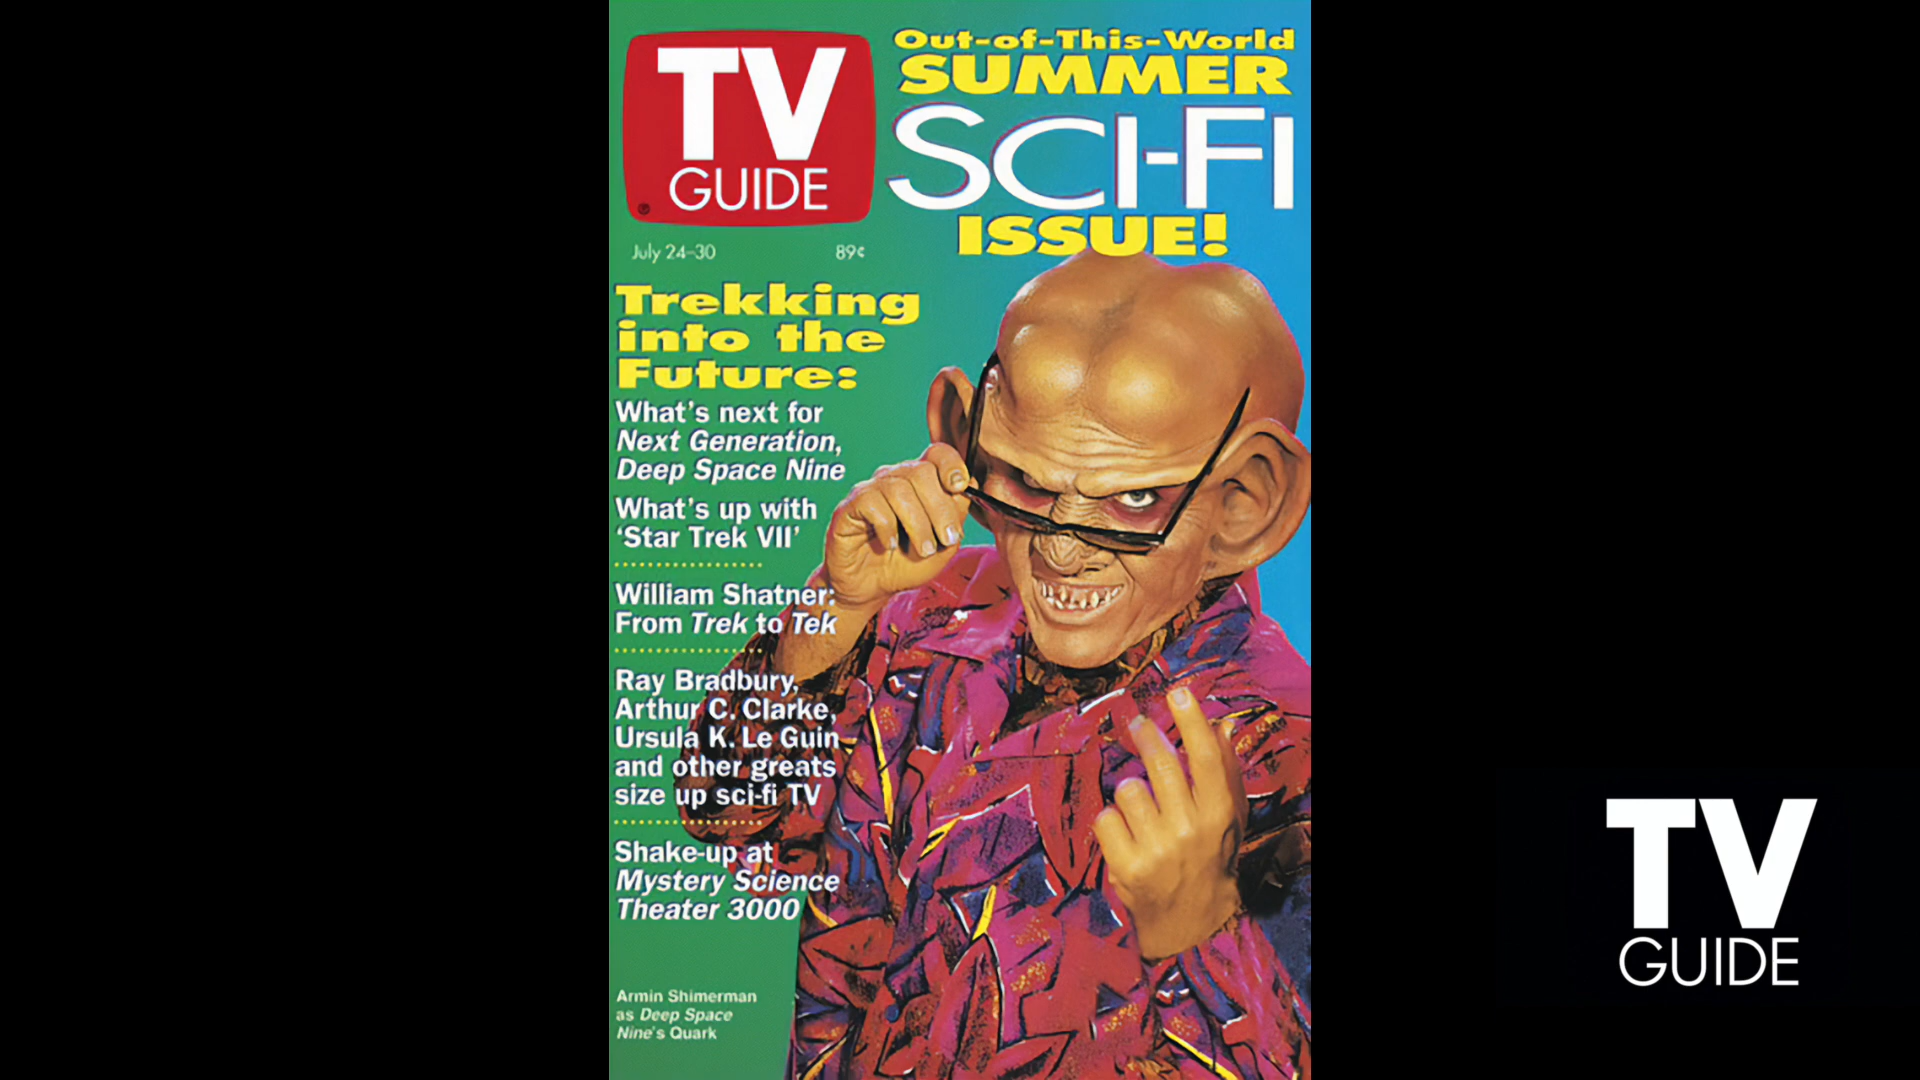 TV
GUIDE
®
July 24–30 89¢
Out-of-This-World
SUMMER
SCI-FI
ISSUE!
Trekking
into the
Future:
What's next for
Next Generation,
Deep Space Nine
What's up with
‘Star Trek VII’
William Shatner:
From Trek to Tek
Ray Bradbury,
Arthur C. Clarke,
Ursula K. Le Guin
and other greats
size up sci-fi TV
Shake-up at
Mystery Science
Theater 3000
Armin Shimerman
as Deep Space
Nine's Quark
TV
GUIDE